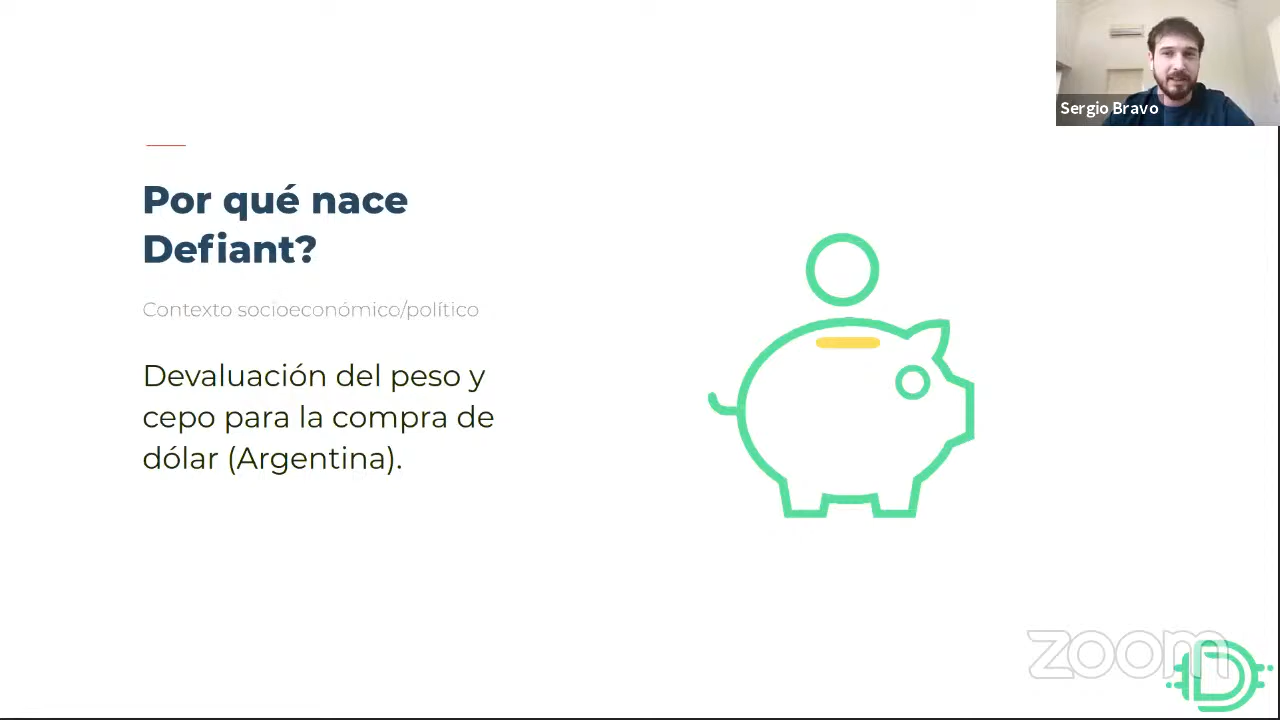 Sergio Bravo
Por qué nace
Defiant?
Contexto socioeconómico/político
Devaluación del peso y
cepo para la compra de
dólar (Argentina).
zoom